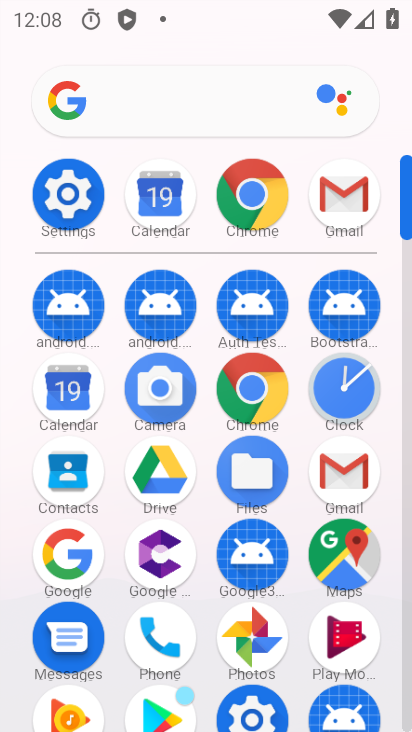 12:08
19
Settings Calendar Chrome Gmail
android.... android.... Auth Tes... Bootstra...
19
Calendar Camera Chrome Clock
Contacts Drive Files Gmail
Google Google ... Google3... Maps
Messages Phone Photos Play Mo...